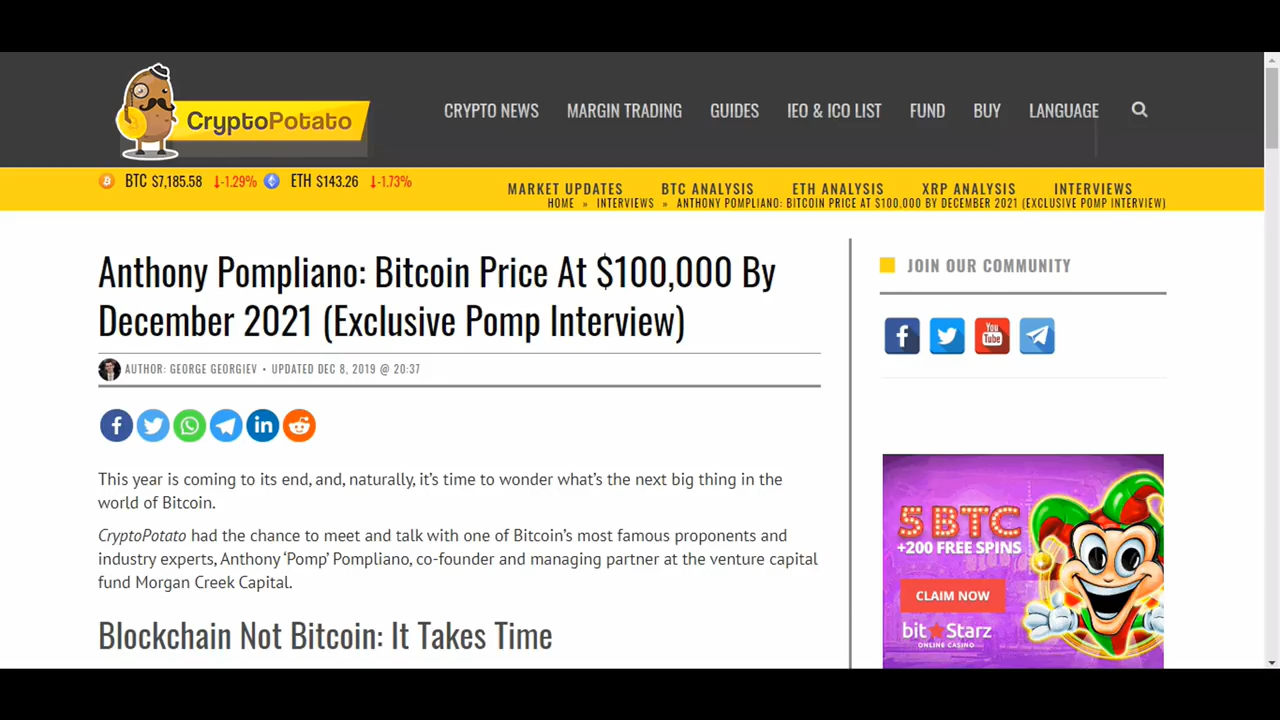 CryptoPotato
CRYPTO NEWS MARGIN TRADING GUIDES IEO & ICO LIST FUND BUY LANGUAGE
BTC $7,185.58 ↓-1.29% ETH $143.26 ↓-1.73%
MARKET UPDATES BTC ANALYSIS ETH ANALYSIS XRP ANALYSIS INTERVIEWS
HOME » INTERVIEWS » ANTHONY POMPLIANO: BITCOIN PRICE AT $100,000 BY DECEMBER 2021 (EXCLUSIVE POMP INTERVIEW)
Anthony Pompliano: Bitcoin Price At $100,000 By
December 2021 (Exclusive Pomp Interview)
AUTHOR: GEORGE GEORGIEV • UPDATED DEC 8, 2019 @ 20:37
This year is coming to its end, and, naturally, it’s time to wonder what’s the next big thing in the
world of Bitcoin.
CryptoPotato had the chance to meet and talk with one of Bitcoin’s most famous proponents and
industry experts, Anthony ‘Pomp’ Pompliano, co-founder and managing partner at the venture capital
fund Morgan Creek Capital.
Blockchain Not Bitcoin: It Takes Time
JOIN OUR COMMUNITY
You
Tube
5 BTC
+200 FREE SPINS
CLAIM NOW
bitStarz
ONLINE CASINO